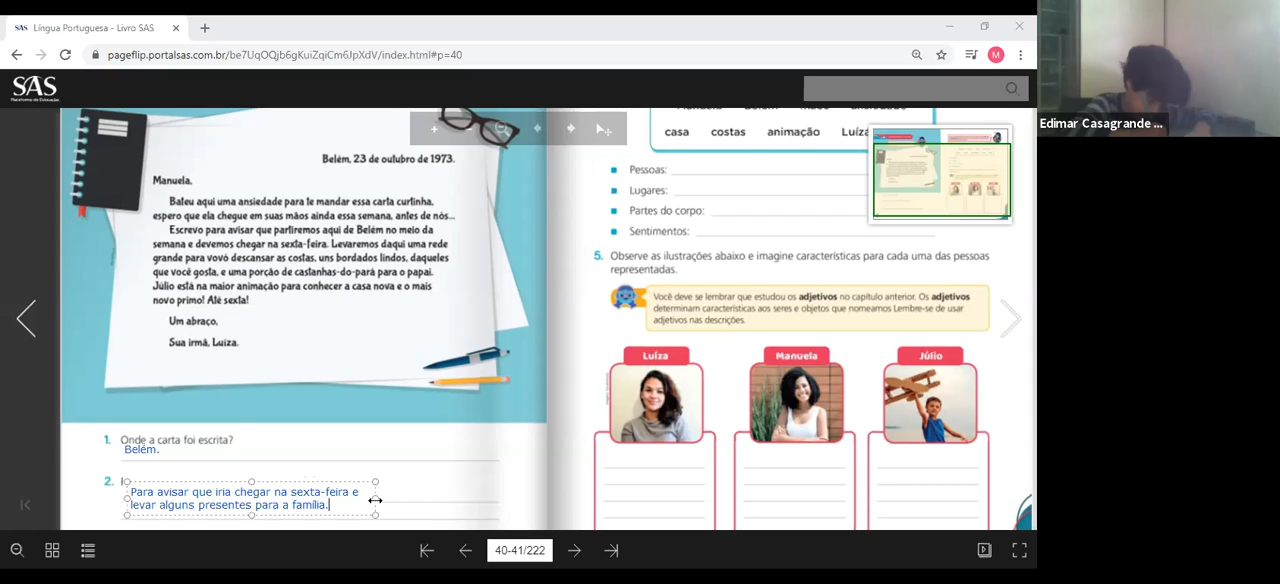 SAS Língua Portuguesa - Livro SAS
pageflip.portalsas.com.br/be7UqOQjb6gKuiZqiCm6JpXdV/index.html#p=40
M
SAS
Plataforma de Educação
Edimar Casagrande ...
Belém, 23 de outubro de 1973.
Manuela,
Bateu aqui uma ansiedade para te mandar essa carta curtinha,
espero que ela chegue em suas mãos ainda essa semana, antes de nós...
Escrevo para avisar que partiremos aqui de Belém no meio da
semana e devemos chegar na sexta-feira. Levaremos daqui uma rede
grande para vovó descansar as costas, uns bordados lindos, daqueles
que você gosta, e uma porção de castanhas-do-pará para o papai.
Júlio está na maior animação para conhecer a casa nova e o mais
novo primo! Até sexta!
Um abraço,
Sua irmã, Luíza.
1. Onde a carta foi escrita?
Belém.
2.
Para avisar que iria chegar na sexta-feira e
levar alguns presentes para a família.
casa costas animação Luíza
Pessoas:
Lugares:
Partes do corpo:
Sentimentos:
5. Observe as ilustrações abaixo e imagine características para cada uma das pessoas
representadas.
Você deve se lembrar que estudou os adjetivos no capítulo anterior. Os adjetivos
determinam características aos seres e objetos que nomeamos Lembre-se de usar
adjetivos nas descrições.
Luíza Manuela Júlio
40-41/222